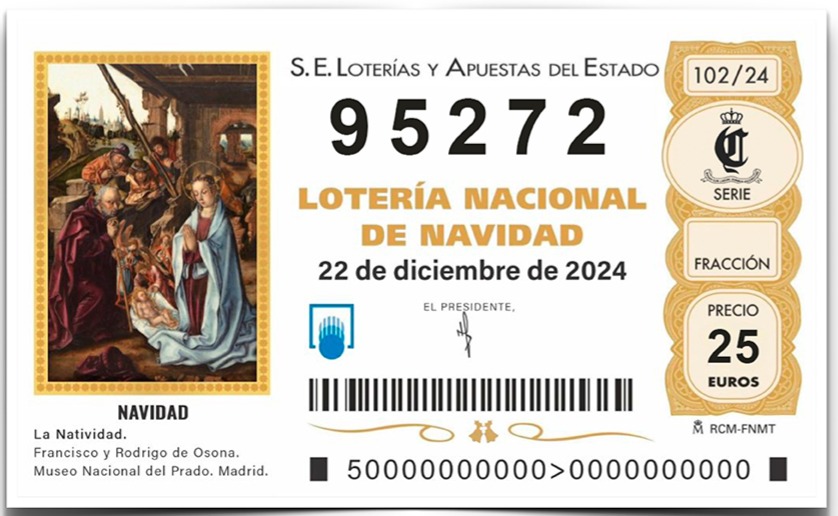 S. E. LOTERÍAS Y APUESTAS DEL ESTADO
95272
LOTERÍA NACIONAL
DE NAVIDAD
22 de diciembre de 2024
EL PRESIDENTE,
102/24
SERIE
FRACCIÓN
PRECIO
25
EUROS
RCM-FNMT
NAVIDAD
La Natividad.
Francisco y Rodrigo de Osona.
Museo Nacional del Prado. Madrid.
50000000000>0000000000